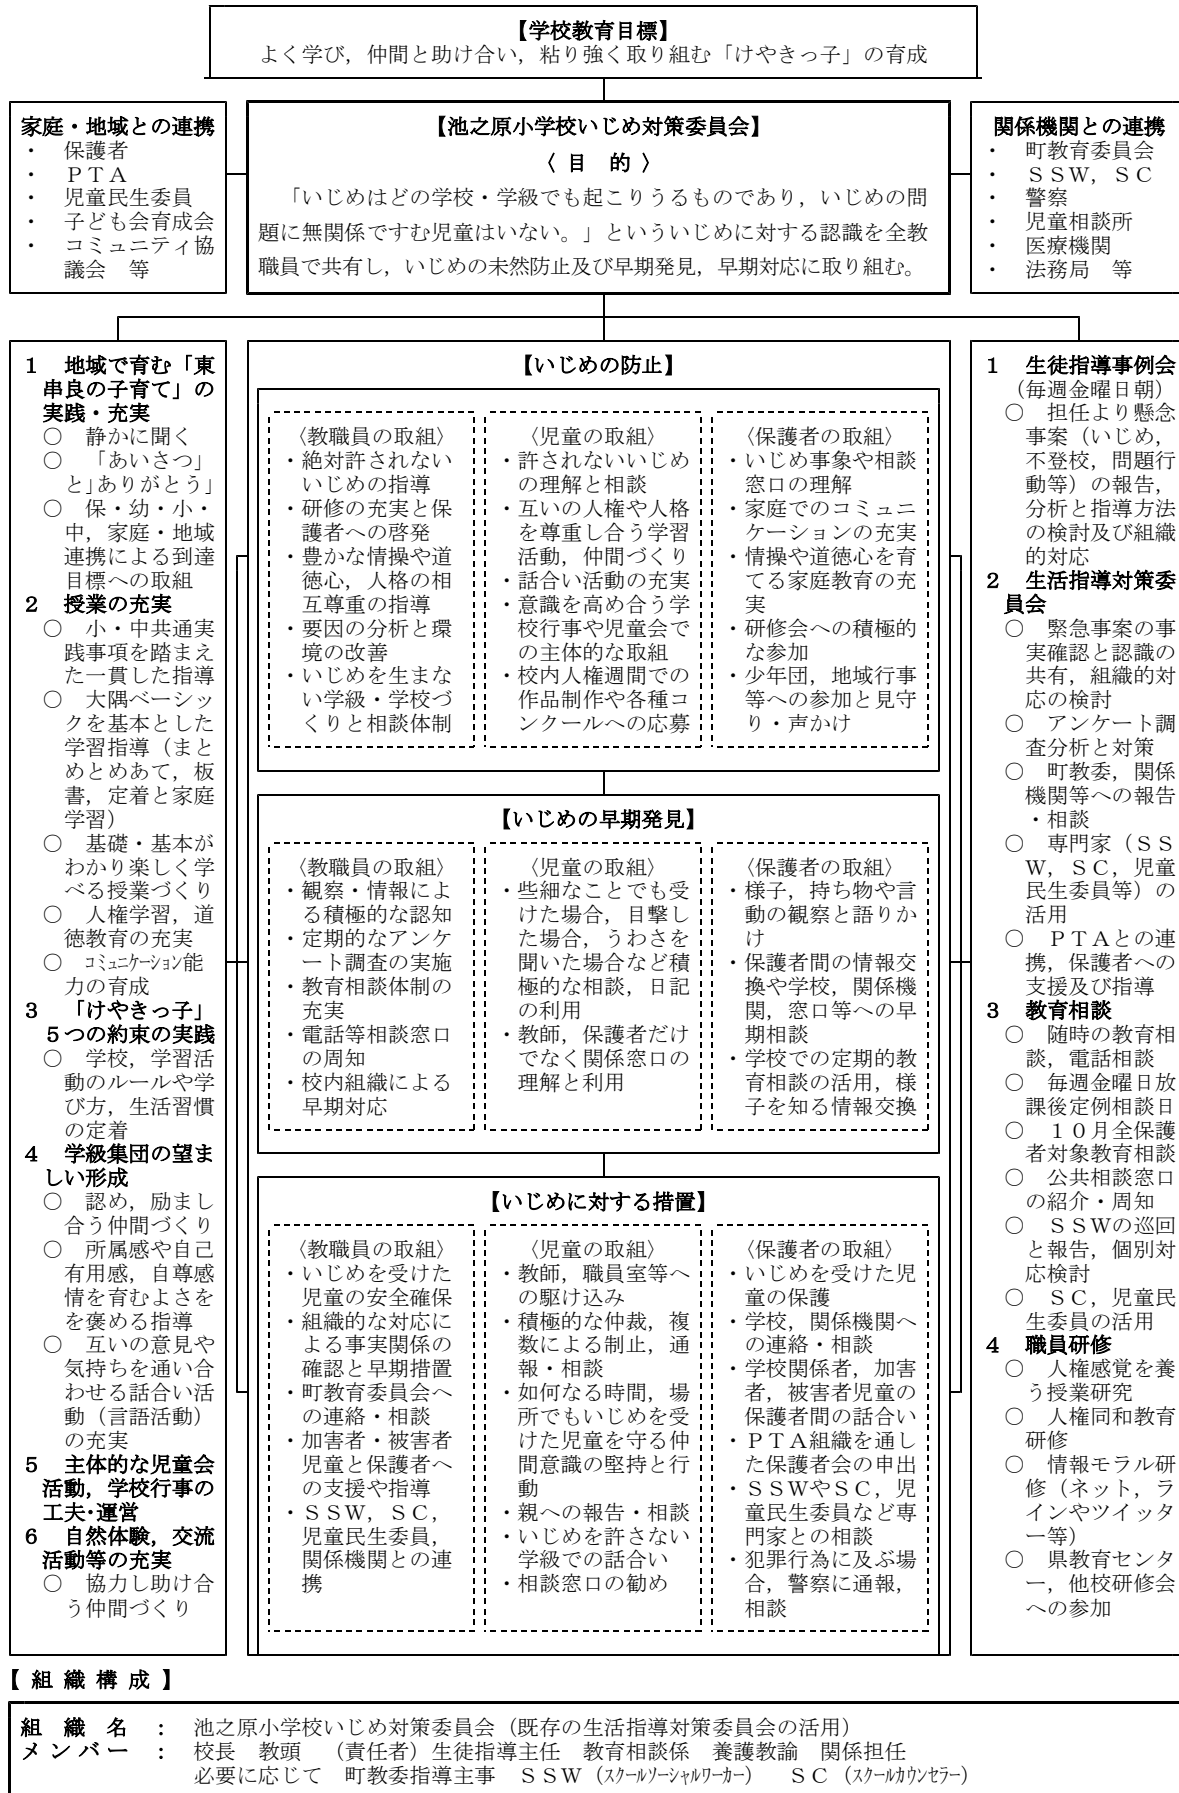 【学校教育目標】
よく学び，仲間と助け合い，粘り強く取り組む「けやきっ子」の育成
家庭・地域との連携
・　保護者
・　ＰＴＡ
・　児童民生委員
・　子ども会育成会
・　コミュニティ協
議会　等
【池之原小学校いじめ対策委員会】
〈 目　的 〉
「いじめはどの学校・学級でも起こりうるものであり，いじめの問
題に無関係ですむ児童はいない。」といういじめに対する認識を全教
職員で共有し，いじめの未然防止及び早期発見，早期対応に取り組む。
関係機関との連携
・　町教育委員会
・　ＳＳＷ，ＳＣ
・　警察
・　児童相談所
・　医療機関
・　法務局　等
１　地域で育む「東
串良の子育て」の
実践・充実
○　静かに聞く
○　「あいさつ」
と｣ありがとう｣
○　保・幼・小・
中，家庭・地域
連携による到達
目標への取組
２　授業の充実
○　小・中共通実
践事項を踏まえ
た一貫した指導
○　大隅ベーシッ
クを基本とした
学習指導（まと
めとめあて，板
書，定着と家庭
学習）
○　基礎・基本が
わかり楽しく学
べる授業づくり
○　人権学習，道
徳教育の充実
○　ｺﾐｭﾆｹｰｼｮﾝ能
力の育成
３　「けやきっ子」
５つの約束の実践
○　学校，学習活
動のルールや学
び方，生活習慣
の定着
４　学級集団の望ま
しい形成
○　認め，励まし
合う仲間づくり
○　所属感や自己
有用感，自尊感
情を育むよさを
を褒める指導
○　互いの意見や
気持ちを通い合
わせる話合い活
動（言語活動）
の充実
５　主体的な児童会
活動，学校行事の
工夫･運営
６　自然体験，交流
活動等の充実
○　協力し助け合
う仲間づくり
【いじめの防止】
〈教職員の取組〉
・絶対許されない
いじめの指導
・研修の充実と保
護者への啓発
・豊かな情操や道
徳心，人格の相
互尊重の指導
・要因の分析と環
境の改善
・いじめを生まな
い学級・学校づ
くりと相談体制
〈児童の取組〉
・許されないいじめ
の理解と相談
・互いの人権や人格
を尊重し合う学習
活動，仲間づくり
・話合い活動の充実
・意識を高め合う学
校行事や児童会で
の主体的な取組
・校内人権週間での
作品制作や各種コ
ンクールへの応募
〈保護者の取組〉
・いじめ事象や相談
窓口の理解
・家庭でのコミュニ
ケーションの充実
・情操や道徳心を育
てる家庭教育の充
実
・研修会への積極的
な参加
・少年団，地域行事
等への参加と見守
り・声かけ
【いじめの早期発見】
〈教職員の取組〉
・観察・情報によ
る積極的な認知
・定期的なアンケ
ート調査の実施
・教育相談体制の
充実
・電話等相談窓口
の周知
・校内組織による
早期対応
〈児童の取組〉
・些細なことでも受
けた場合，目撃し
た場合，うわさを
聞いた場合など積
極的な相談，日記
の利用
・教師，保護者だけ
でなく関係窓口の
理解と利用
〈保護者の取組〉
・様子，持ち物や言
動の観察と語りか
け
・保護者間の情報交
換や学校，関係機
関，窓口等への早
期相談
・学校での定期的教
育相談の活用，様
子を知る情報交換
【いじめに対する措置】
〈教職員の取組〉
・いじめを受けた
児童の安全確保
・組織的な対応に
よる事実関係の
確認と早期措置
・町教育委員会へ
の連絡・相談
・加害者・被害者
児童と保護者へ
の支援や指導
・ＳＳＷ，ＳＣ，
児童民生委員，
関係機関との連
携
〈児童の取組〉
・教師，職員室等へ
の駆け込み
・積極的な仲裁，複
数による制止，通
報・相談
・如何なる時間，場
所でもいじめを受
けた児童を守る仲
間意識の堅持と行
動
・親への報告・相談
・いじめを許さない
学級での話合い
・相談窓口の勧め
〈保護者の取組〉
・いじめを受けた児
童の保護
・学校，関係機関へ
の連絡・相談
・学校関係者，加害
者，被害者児童の
保護者間の話合い
・ＰＴＡ組織を通し
た保護者会の申出
・ＳＳＷやＳＣ，児
童民生委員など専
門家との相談
・犯罪行為に及ぶ場
合，警察に通報，
相談
１　生徒指導事例会
（毎週金曜日朝）
○　担任より懸念
事案（いじめ，
不登校，問題行
動等）の報告，
分析と指導方法
の検討及び組織
的対応
２　生活指導対策委
員会
○　緊急事案の事
実確認と認識の
共有，組織的対
応の検討
○　アンケート調
査分析と対策
○　町教委，関係
機関等への報告
・相談
○　専門家（ＳＳ
Ｗ，ＳＣ，児童
民生委員等）の
活用
○　ＰＴＡとの連
携，保護者への
支援及び指導
３　教育相談
○　随時の教育相
談，電話相談
○　毎週金曜日放
課後定例相談日
○　１０月全保護
者対象教育相談
○　公共相談窓口
の紹介・周知
○　ＳＳＷの巡回
と報告，個別対
応検討
○　ＳＣ，児童民
生委員の活用
４　職員研修
○　人権感覚を養
う授業研究
○　人権同和教育
研修
○　情報モラル研
修（ネット，ラ
インやツイッタ
ー等）
○　県教育センタ
ー，他校研修会
への参加
【 組 織 構 成 】
組　織　名　：　池之原小学校いじめ対策委員会（既存の生活指導対策委員会の活用）
メンバー　：　校長　教頭　（責任者）生徒指導主任　教育相談係　養護教諭　関係担任
必要に応じて　町教委指導主事　ＳＳＷ（ｽｸｰﾙｿｰｼｬﾙﾜｰｶｰ）　ＳＣ（ｽｸｰﾙｶｳﾝｾﾗｰ）